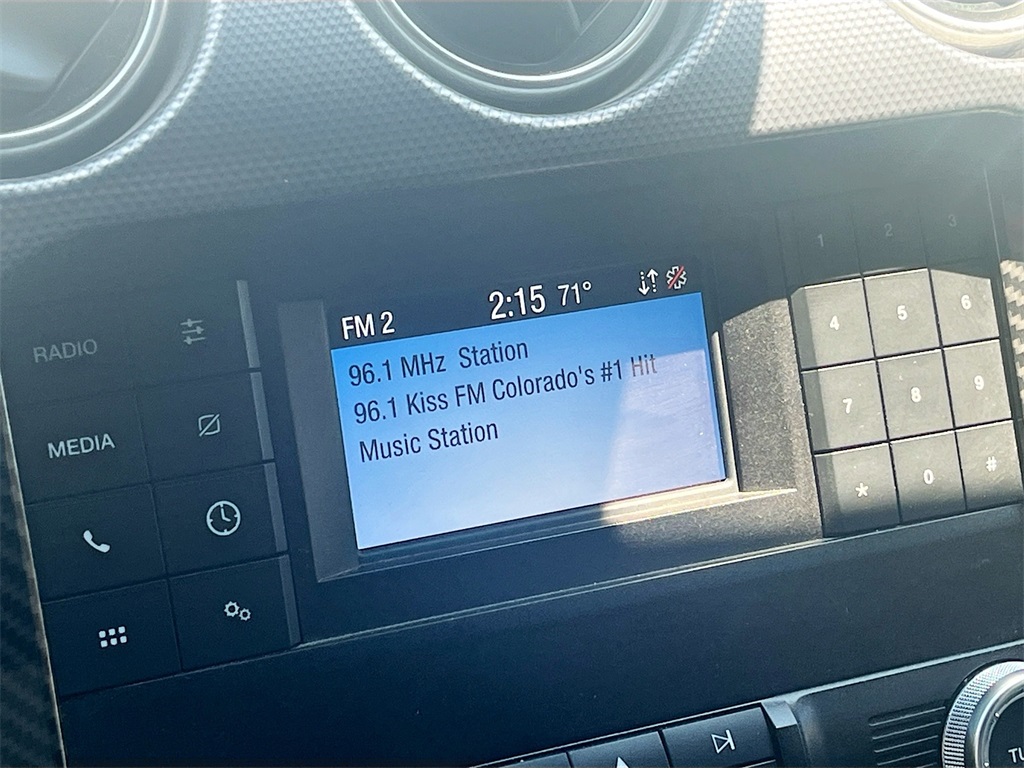 FM 2 2:15 71°
96.1 MHz Station
96.1 Kiss FM Colorado's #1 Hit
Music Station
RADIO
MEDIA
1 2 3
4 5 6
7 8 9
* 0 #
TU